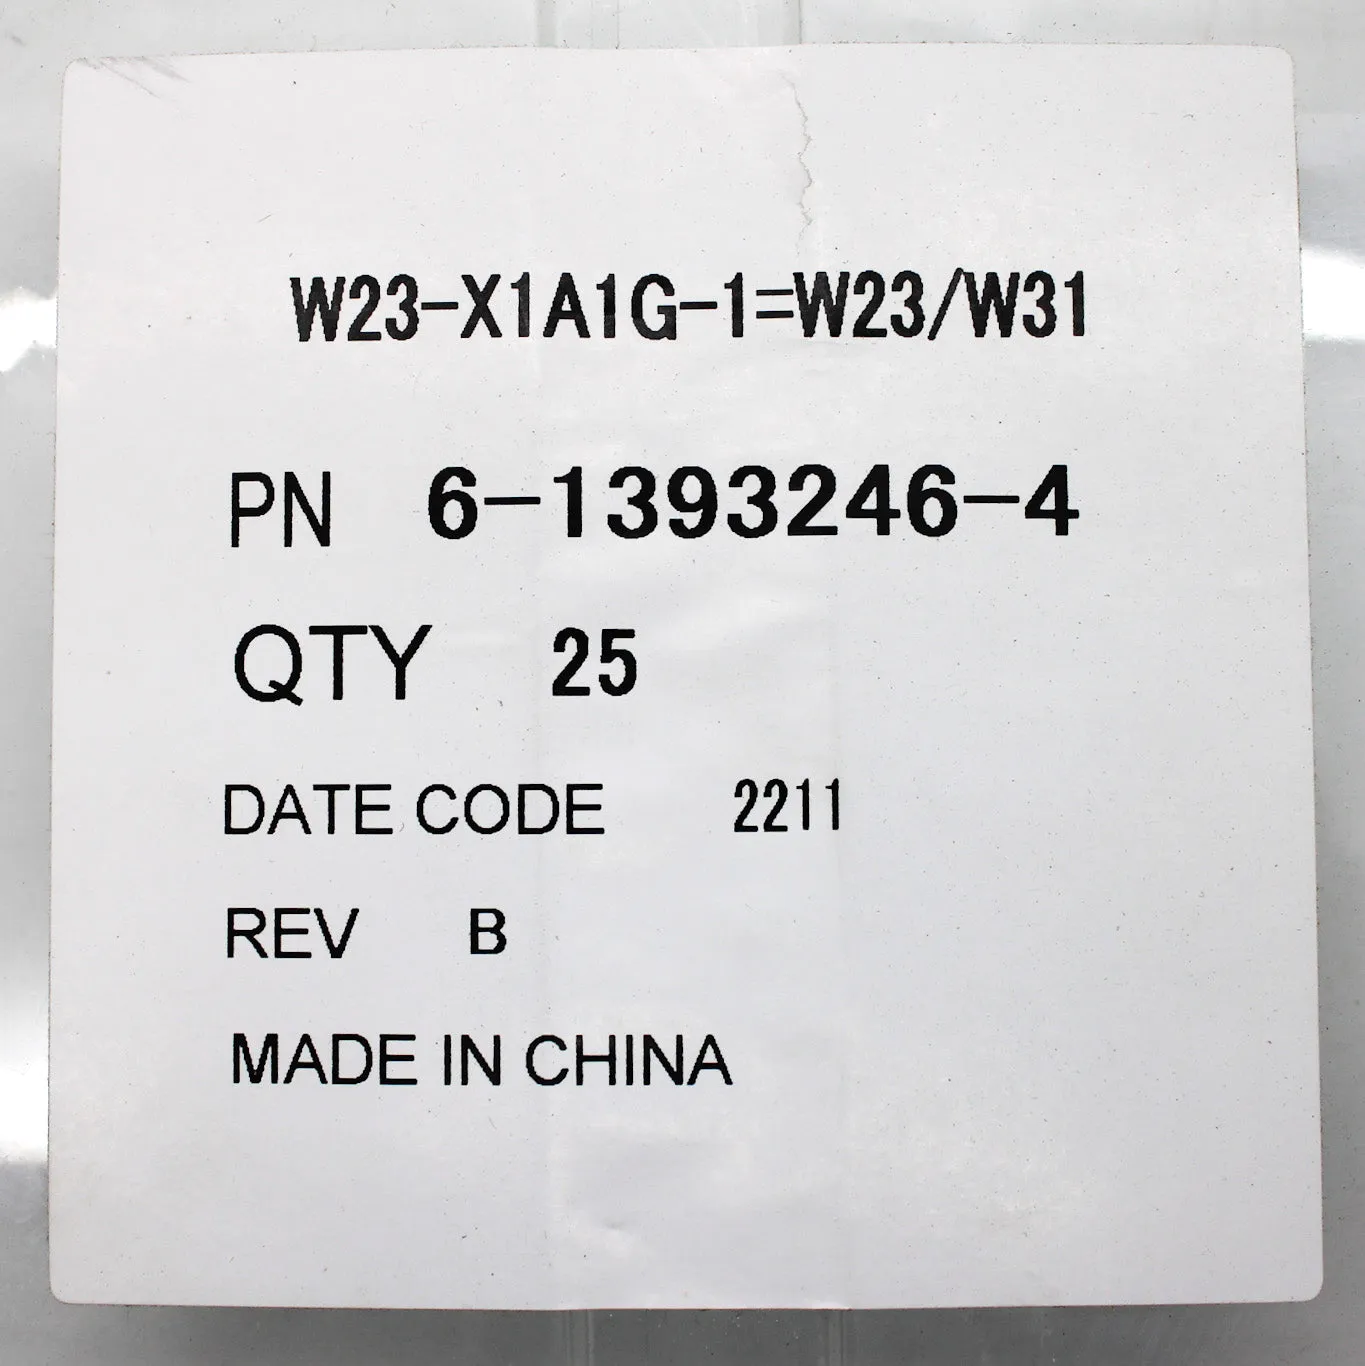 W23-X1A1G-1=W23/W31
PN 6-1393246-4
QTY 25
DATE CODE 2211
REV B
MADE IN CHINA